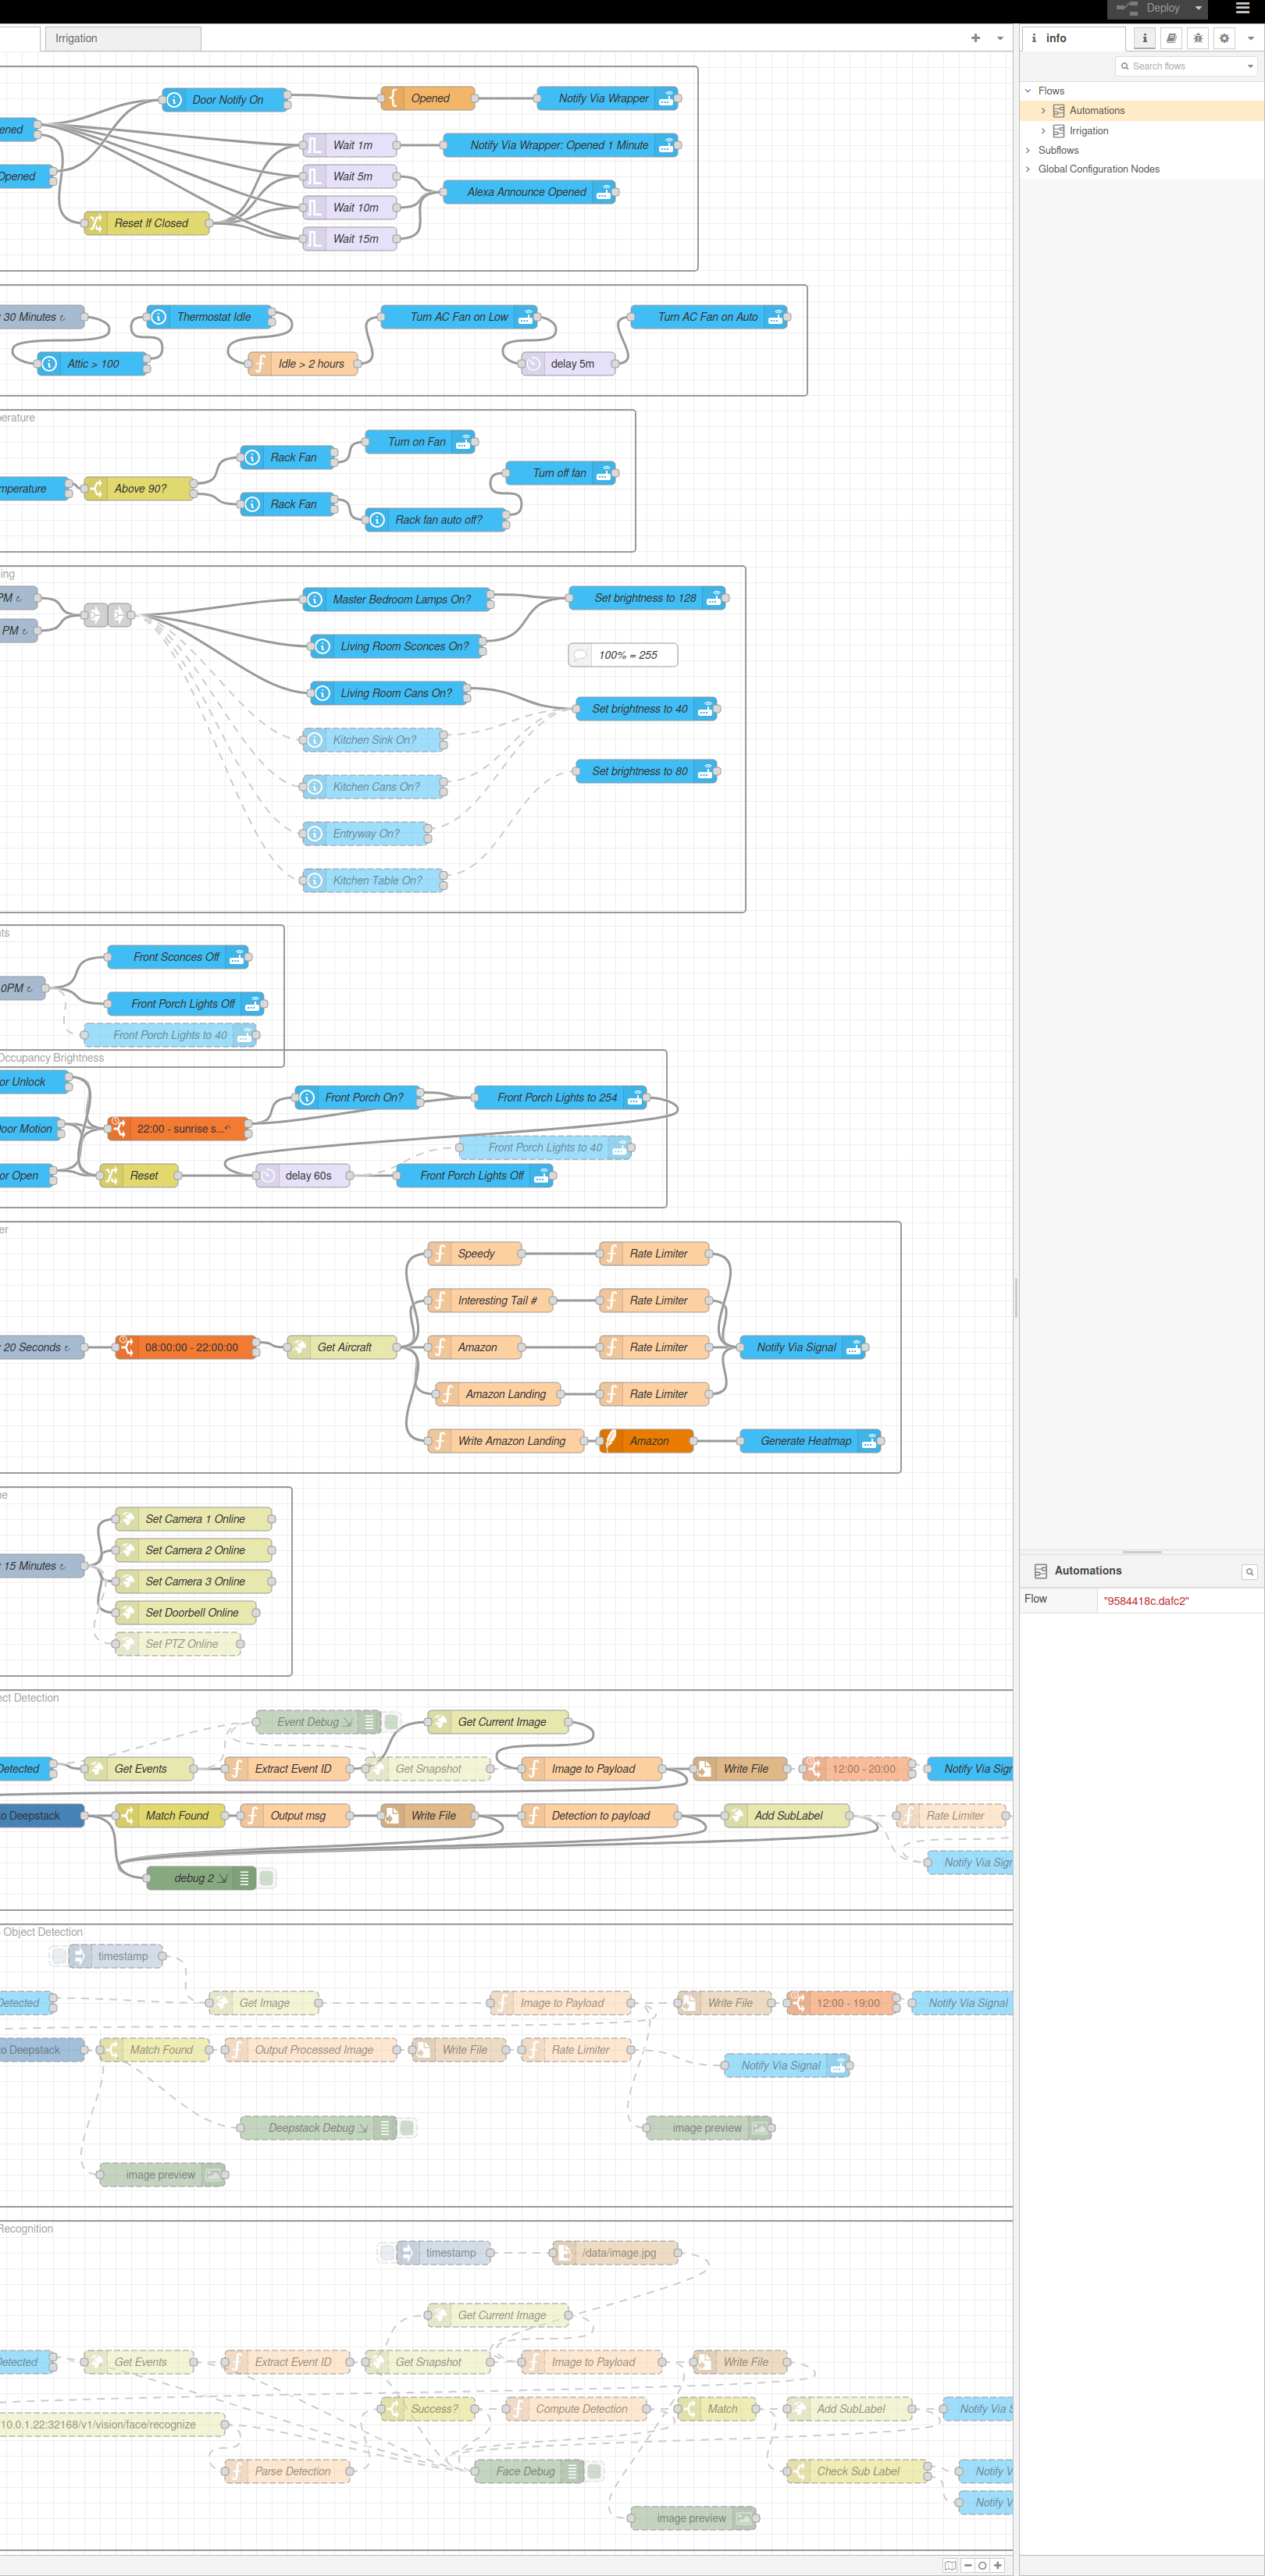 Deploy
Irrigation
info
Search flows
Flows
Automations
Irrigation
Subflows
Global Configuration Nodes
Door Notify On
Opened
Notify Via Wrapper
ened
Wait 1m
Notify Via Wrapper: Opened 1 Minute
Opened
Wait 5m
Alexa Announce Opened
Wait 10m
Reset If Closed
Wait 15m
30 Minutes ↻
Thermostat Idle
Turn AC Fan on Low
Turn AC Fan on Auto
Attic > 100
Idle > 2 hours
delay 5m
perature
Turn on Fan
Rack Fan
Turn off fan
mperature
Above 90?
Rack Fan
Rack fan auto off?
ing
PM ↻
Master Bedroom Lamps On?
Set brightness to 128
PM ↻
Living Room Sconces On?
100% = 255
Living Room Cans On?
Set brightness to 40
Kitchen Sink On?
Set brightness to 80
Kitchen Cans On?
Entryway On?
Kitchen Table On?
ts
Front Sconces Off
0PM ↻
Front Porch Lights Off
Front Porch Lights to 40
Occupancy Brightness
or Unlock
Front Porch On?
Front Porch Lights to 254
Door Motion
22:00 - sunrise s...
Front Porch Lights to 40
or Open
Reset
delay 60s
Front Porch Lights Off
er
Speedy
Rate Limiter
Interesting Tail #
Rate Limiter
20 Seconds ↻
08:00:00 - 22:00:00
Get Aircraft
Amazon
Rate Limiter
Notify Via Signal
Amazon Landing
Rate Limiter
Write Amazon Landing
Amazon
Generate Heatmap
ne
Set Camera 1 Online
Set Camera 2 Online
15 Minutes ↻
Set Camera 3 Online
Set Doorbell Online
Set PTZ Online
Automations
Flow
"9584418c.dafc2"
ect Detection
Event Debug
Get Current Image
Detected
Get Events
Extract Event ID
Get Snapshot
Image to Payload
Write File
12:00 - 20:00
Notify Via Sigr
o Deepstack
Match Found
Output msg
Write File
Detection to payload
Add SubLabel
Rate Limiter
Notify Via Sigr
debug 2
Object Detection
timestamp
Detected
Get Image
Image to Payload
Write File
12:00 - 19:00
Notify Via Signal
o Deepstack
Match Found
Output Processed Image
Write File
Rate Limiter
Notify Via Signal
Deepstack Debug
image preview
image preview
Recognition
timestamp
/data/image.jpg
Get Current Image
Detected
Get Events
Extract Event ID
Get Snapshot
Image to Payload
Write File
Success?
Compute Detection
Match
Add SubLabel
Notify Via S
10.0.1.22:32168/v1/vision/face/recognize
Parse Detection
Face Debug
Check Sub Label
Notify V
Notify V
image preview